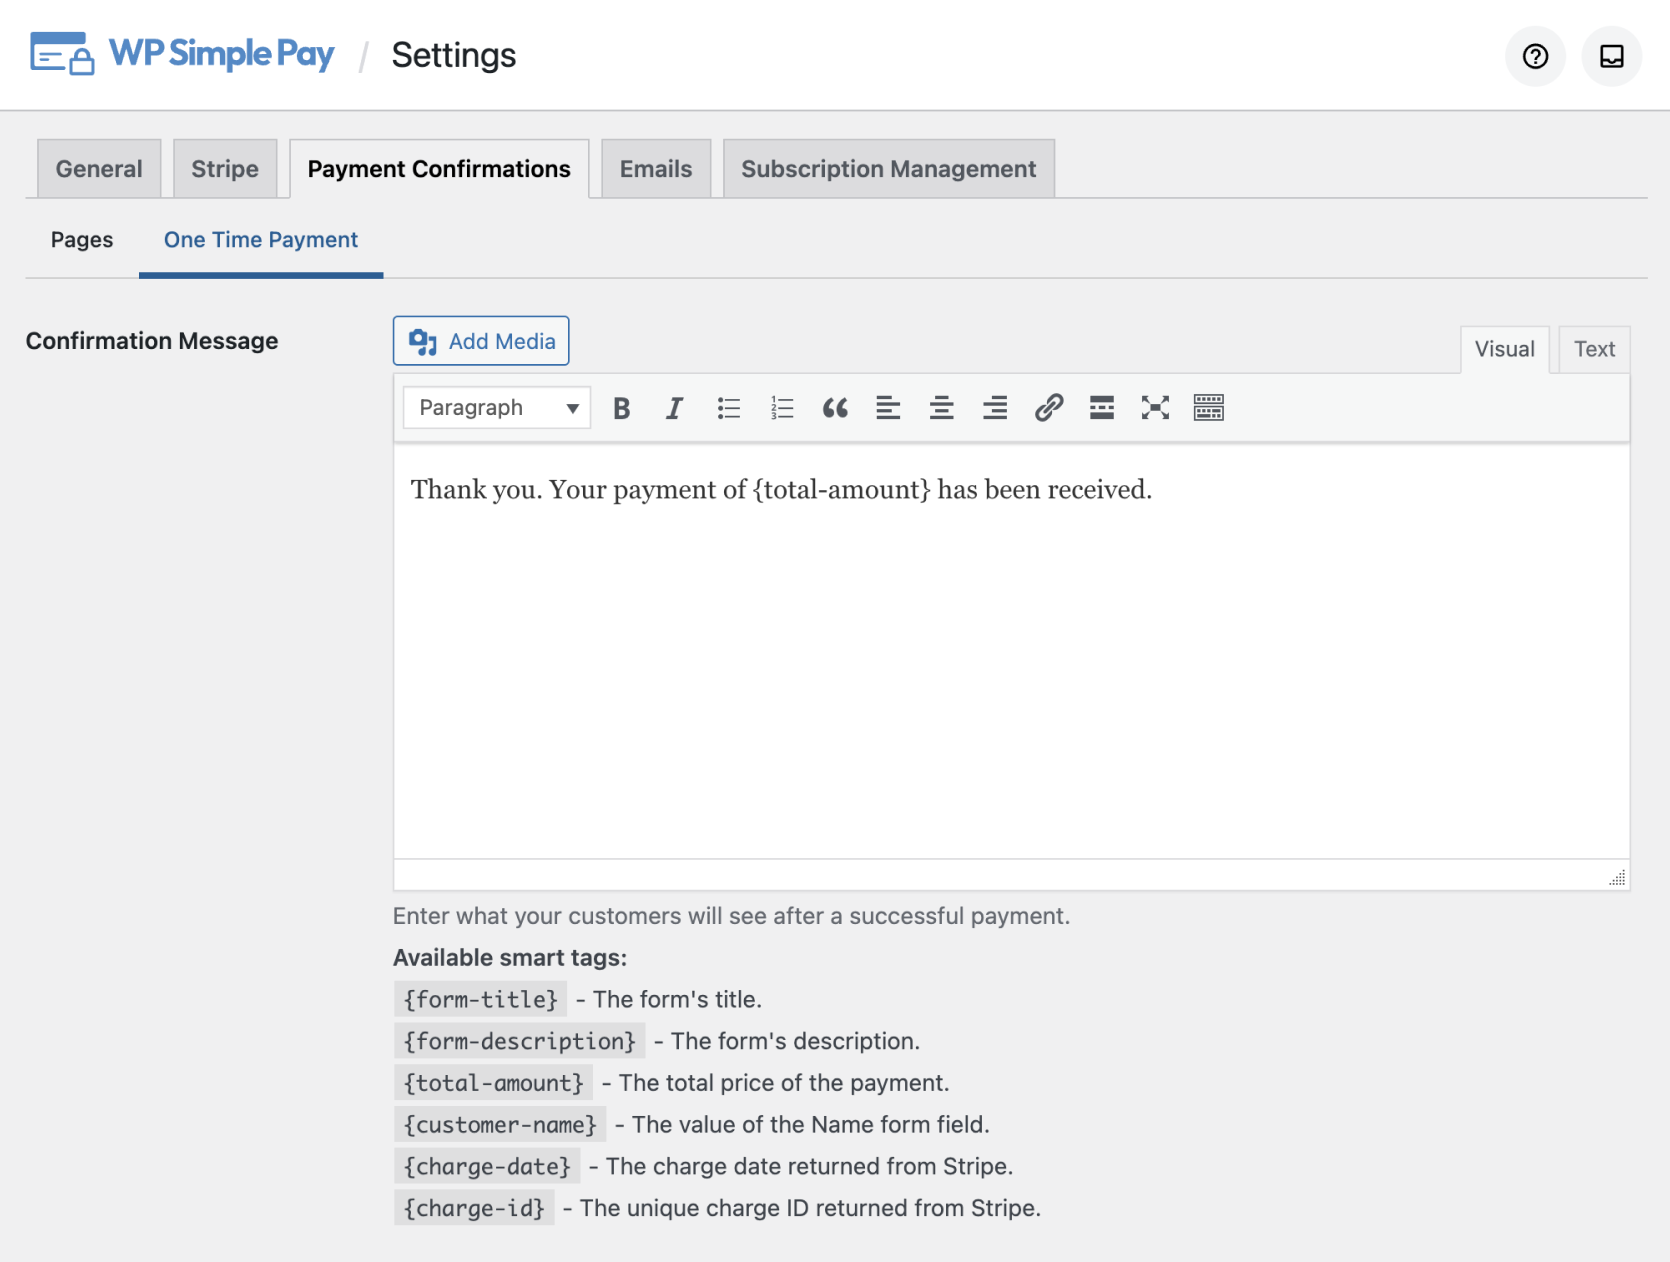 WP Simple Pay / Settings
General Stripe Payment Confirmations Emails Subscription Management
Pages One Time Payment
Confirmation Message
Add Media
Visual Text
Paragraph
Thank you. Your payment of {total-amount} has been received.
Enter what your customers will see after a successful payment.
Available smart tags:
{form-title} - The form's title.
{form-description} - The form's description.
{total-amount} - The total price of the payment.
{customer-name} - The value of the Name form field.
{charge-date} - The charge date returned from Stripe.
{charge-id} - The unique charge ID returned from Stripe.